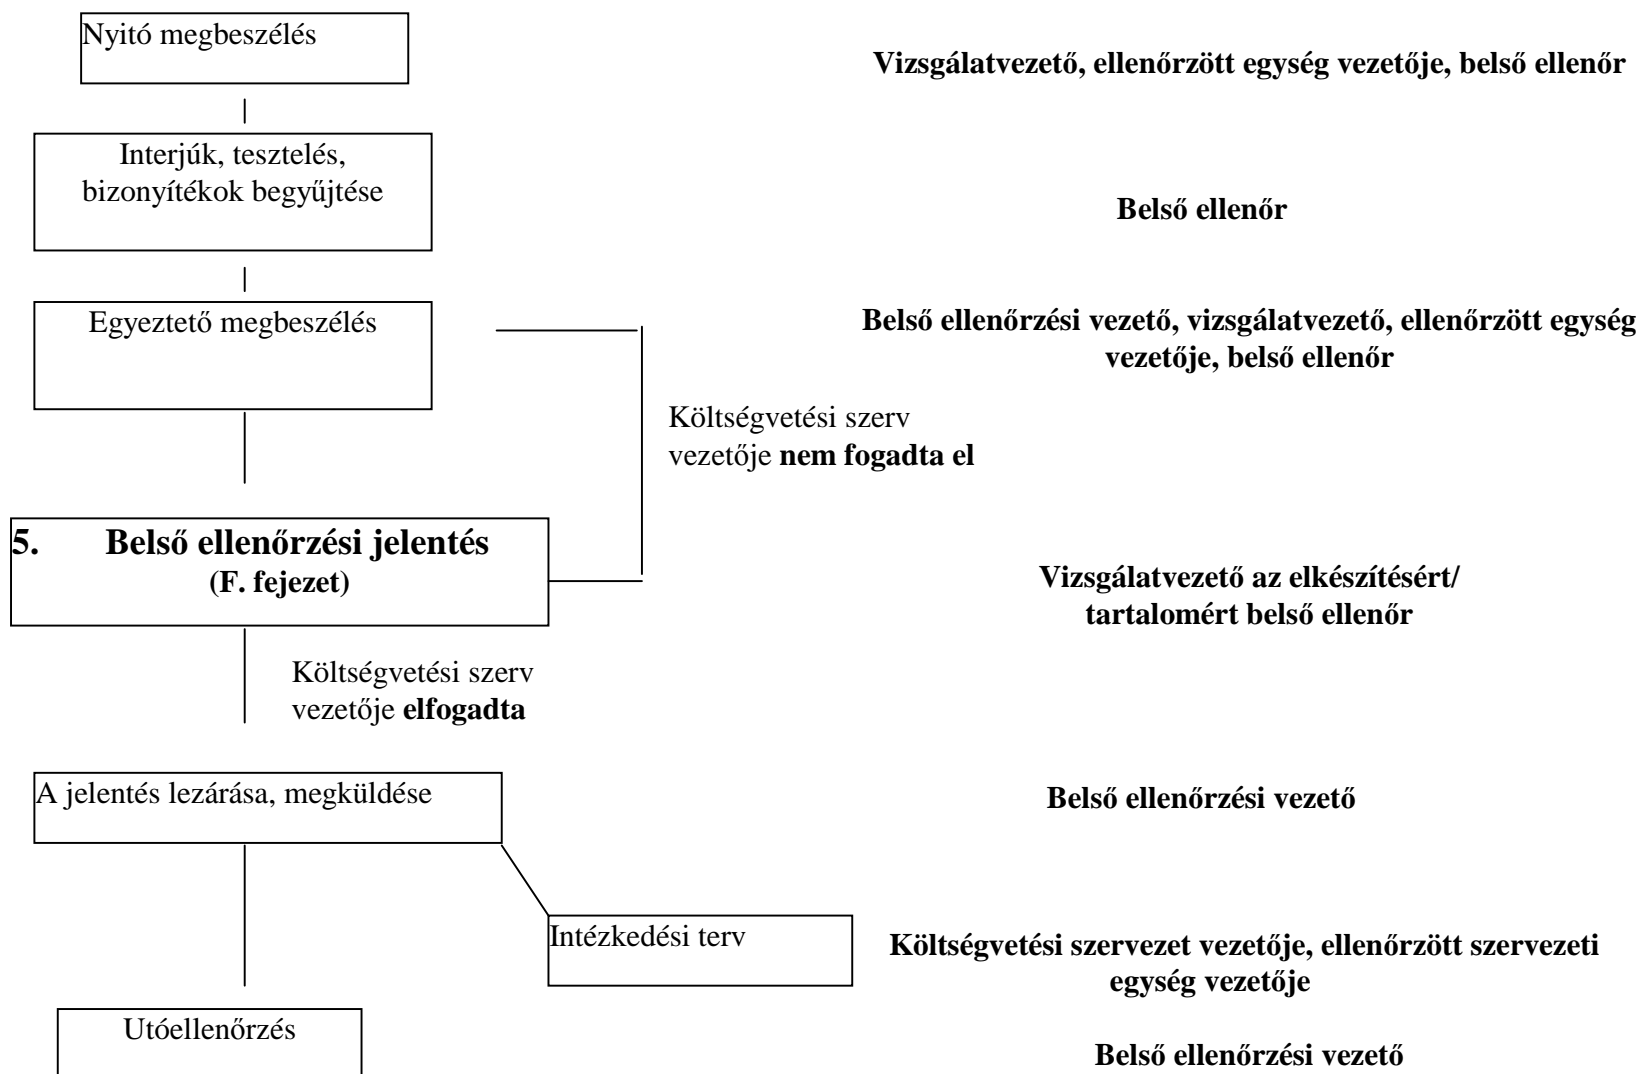 Nyitó megbeszélés
Vizsgálatvezető, ellenőrzött egység vezetője, belső ellenőr
Interjúk, tesztelés,
bizonyítékok begyűjtése
Belső ellenőr
Egyeztető megbeszélés
Belső ellenőrzési vezető, vizsgálatvezető, ellenőrzött egység
vezetője, belső ellenőr
Költségvetési szerv
vezetője nem fogadta el
5. Belső ellenőrzési jelentés
(F. fejezet)
Vizsgálatvezető az elkészítésért/
tartalomért belső ellenőr
Költségvetési szerv
vezetője elfogadta
A jelentés lezárása, megküldése
Belső ellenőrzési vezető
Intézkedési terv
Költségvetési szervezet vezetője, ellenőrzött szervezeti
egység vezetője
Utóellenőrzés
Belső ellenőrzési vezető